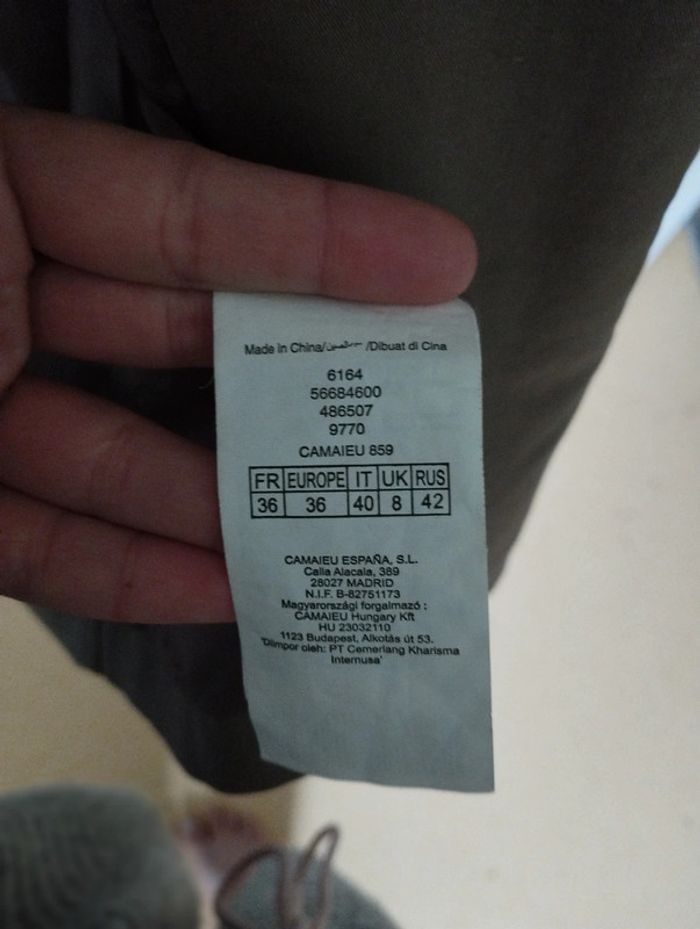 Made in China/ /Dibuat di Cina
6164
56684600
486507
9770
CAMAIEU 859
FR EUROPE IT UK RUS
36 36 40 8 42
CAMAIEU ESPAÑA, S.L.
Calla Alacala, 389
28027 MADRID
N.I.F. B-82751173
Magyarországi forgalmazó :
CAMAIEU Hungary Kft
HU 23032110
1123 Budapest, Alkotás út 53.
'Diimpor oleh: PT Cemerlang Kharisma
Internusa'